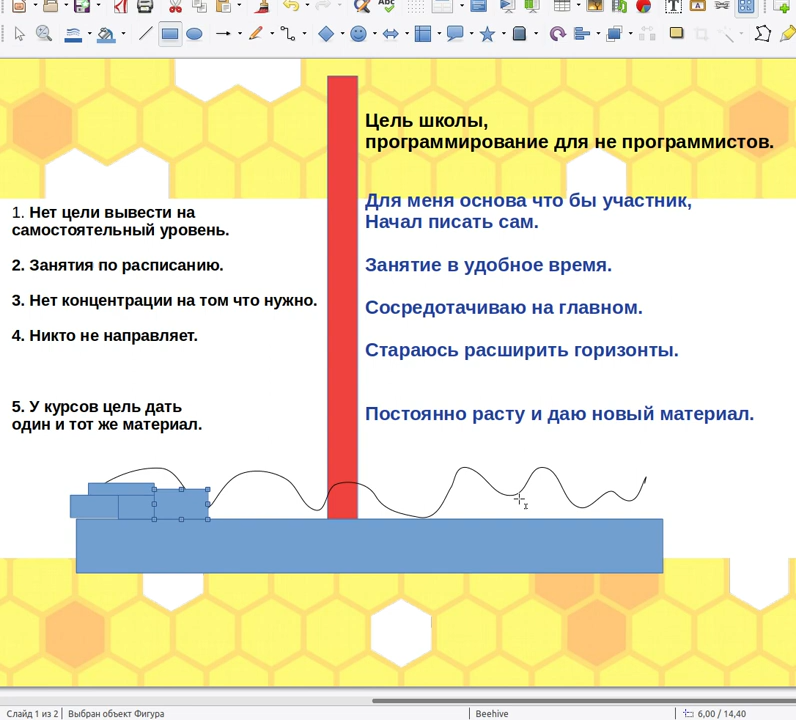 Цель школы,
программирование для не программистов.
1. Нет цели вывести на
самостоятельный уровень.
2. Занятия по расписанию.
3. Нет концентрации на том что нужно.
4. Никто не направляет.
5. У курсов цель дать
один и тот же материал.
Для меня основа что бы участник,
Начал писать сам.
Занятие в удобное время.
Сосредотачиваю на главном.
Стараюсь расширить горизонты.
Постоянно расту и даю новый материал.
Слайд 1 из 2 Выбран объект Фигура Beehive 6,00 / 14,40